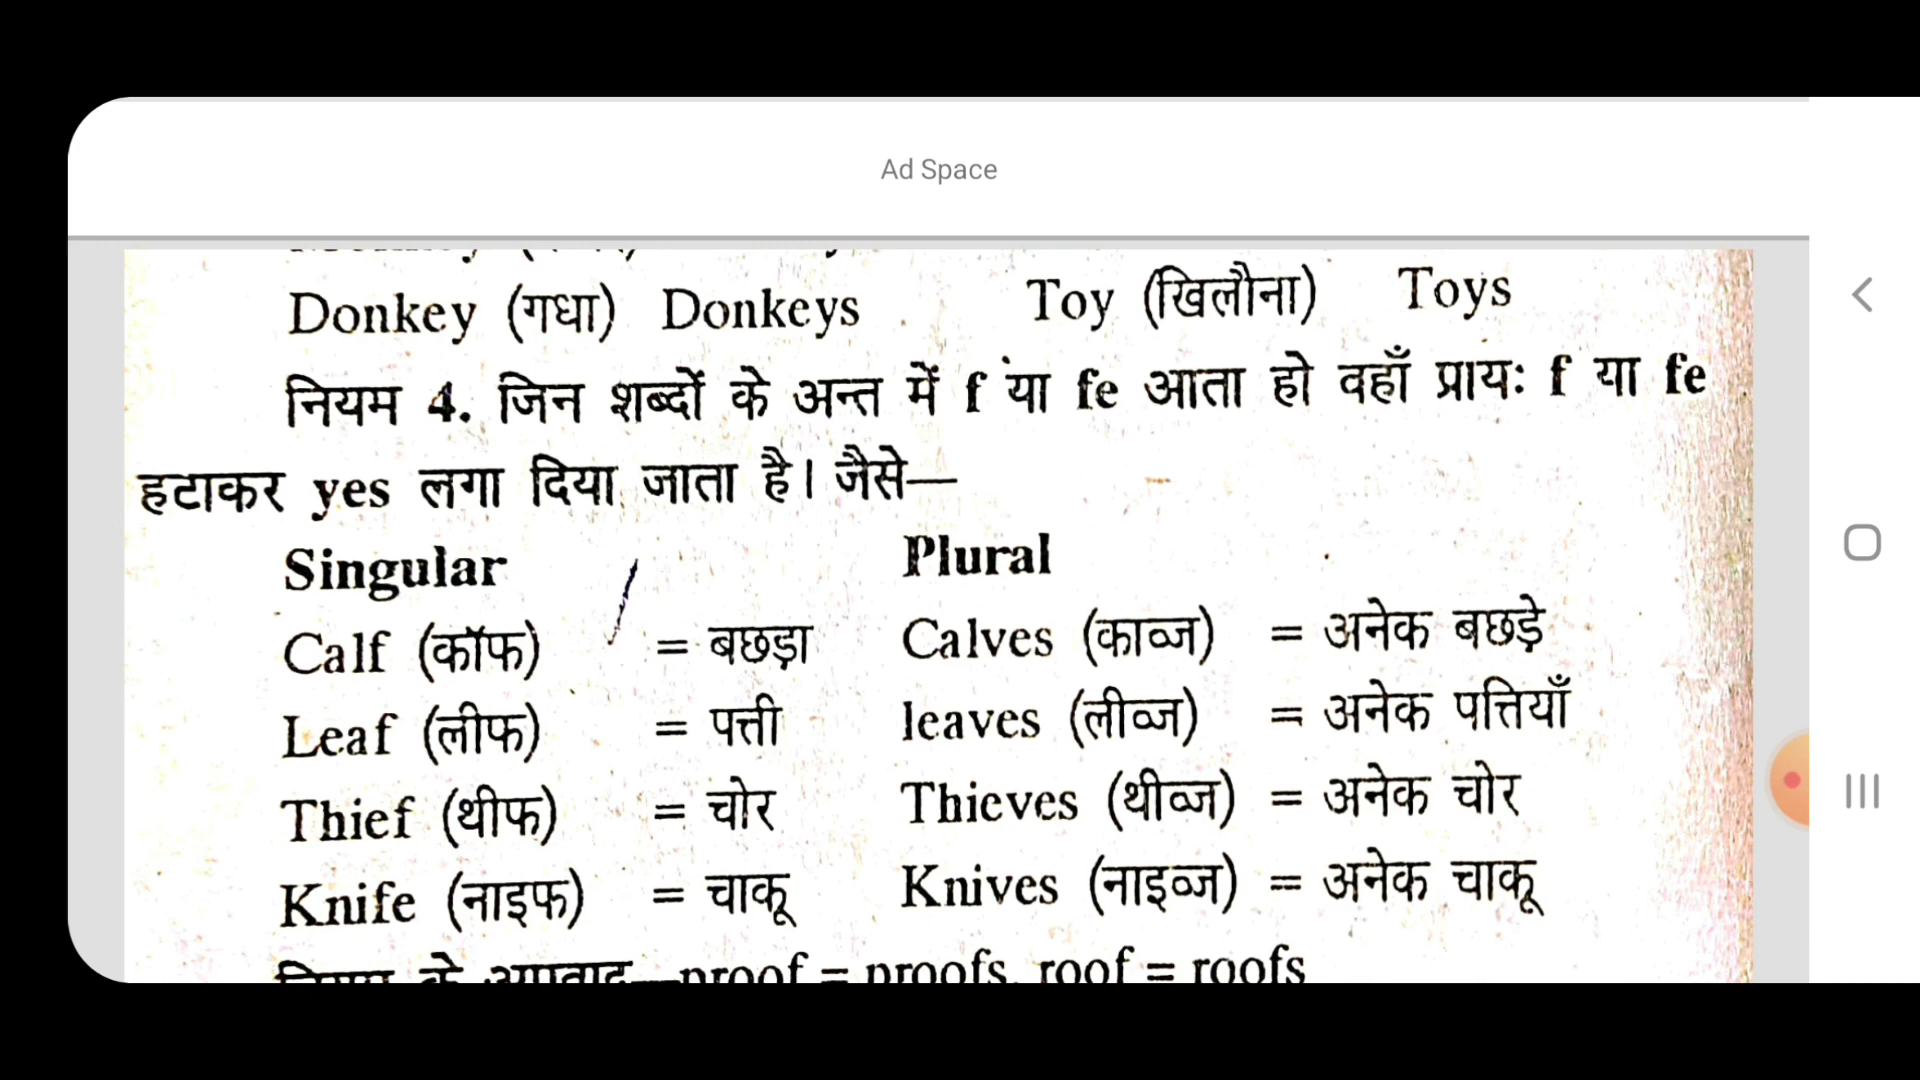 Ad Space
Donkey (गधा) Donkeys Toy (खिलौना) Toys
नियम 4. जिन शब्दों के अन्त में f या fe आता हो वहाँ प्रायः f या fe
हटाकर yes लगा दिया जाता है। जैसे—
Singular Plural
Calf (कॉफ) = बछड़ा Calves (काव्ज) = अनेक बछड़े
Leaf (लीफ) = पत्ती leaves (लीव्ज) = अनेक पत्तियाँ
Thief (थीफ) = चोर Thieves (थीव्ज) = अनेक चोर
Knife (नाइफ) = चाकू Knives (नाइव्ज) = अनेक चाकू
नियम के अपवाद—proof = proofs, roof = roofs